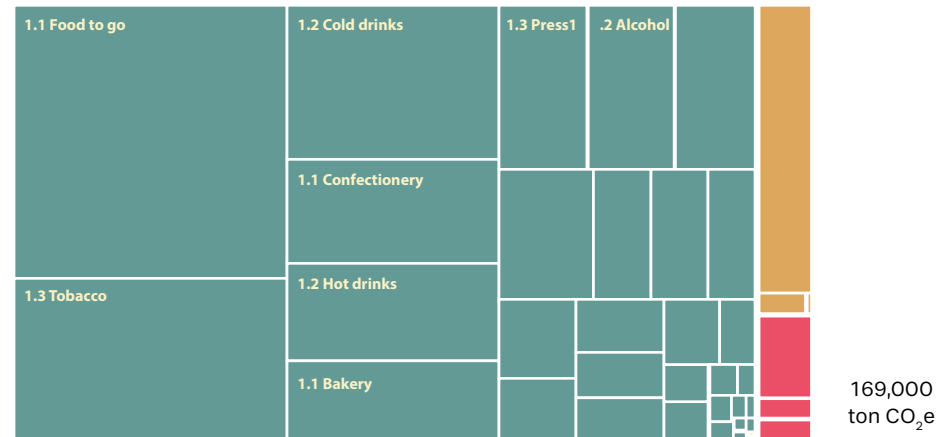 1.1 Food to go
1.2 Cold drinks
1.3 Press1
.2 Alcohol
1.1 Confectionery
1.2 Hot drinks
1.3 Tobacco
1.1 Bakery
169,000
ton CO₂e